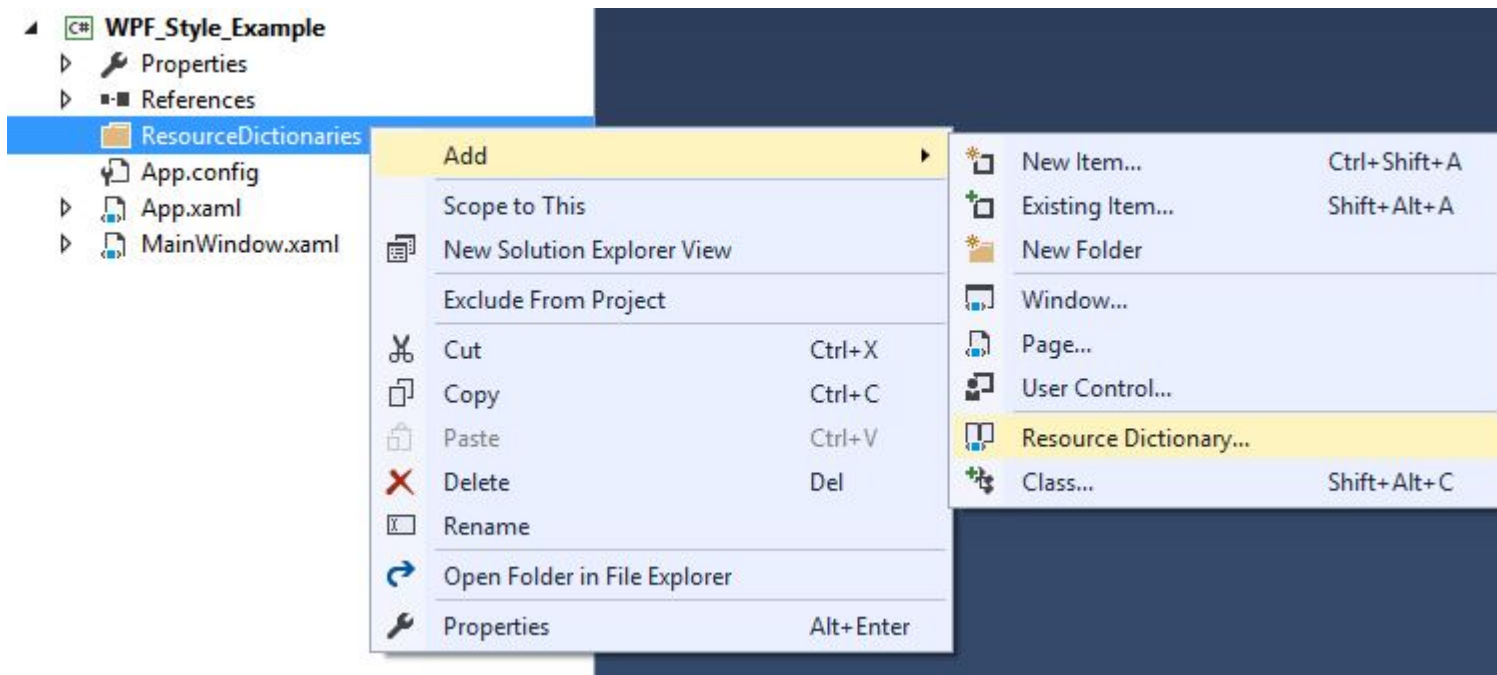 C# WPF_Style_Example
Properties
References
ResourceDictionaries
App.config
App.xaml
MainWindow.xaml
Add
Scope to This
New Solution Explorer View
Exclude From Project
Cut Ctrl+X
Copy Ctrl+C
Paste Ctrl+V
Delete Del
Rename
Open Folder in File Explorer
Properties Alt+Enter
New Item... Ctrl+Shift+A
Existing Item... Shift+Alt+A
New Folder
Window...
Page...
User Control...
Resource Dictionary...
Class... Shift+Alt+C